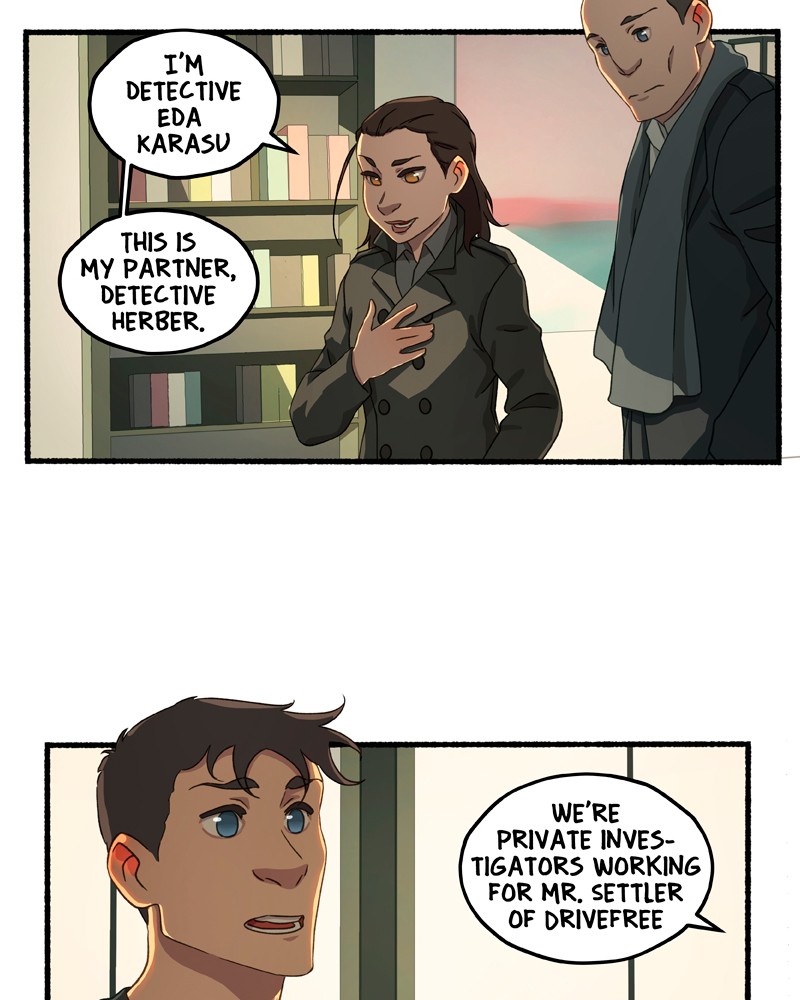 I'M
DETECTIVE
EDA
KARASU
THIS IS
MY PARTNER,
DETECTIVE
HERBER.
WE'RE
PRIVATE INVES-
TIGATORS WORKING
FOR MR. SETTLER
OF DRIVEFREE